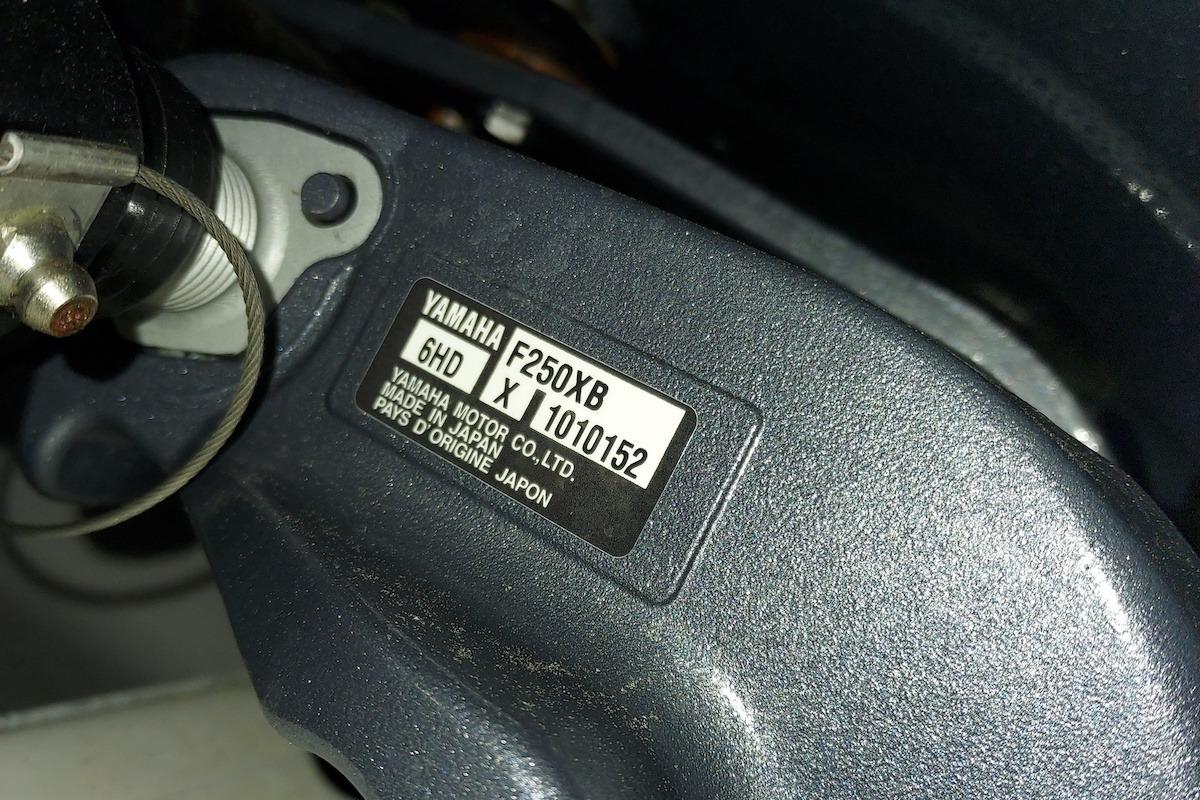 YAMAHA F250XB
6HD X 1010152
YAMAHA MOTOR CO.,LTD.
MADE IN JAPAN
PAYS D'ORIGINE JAPON